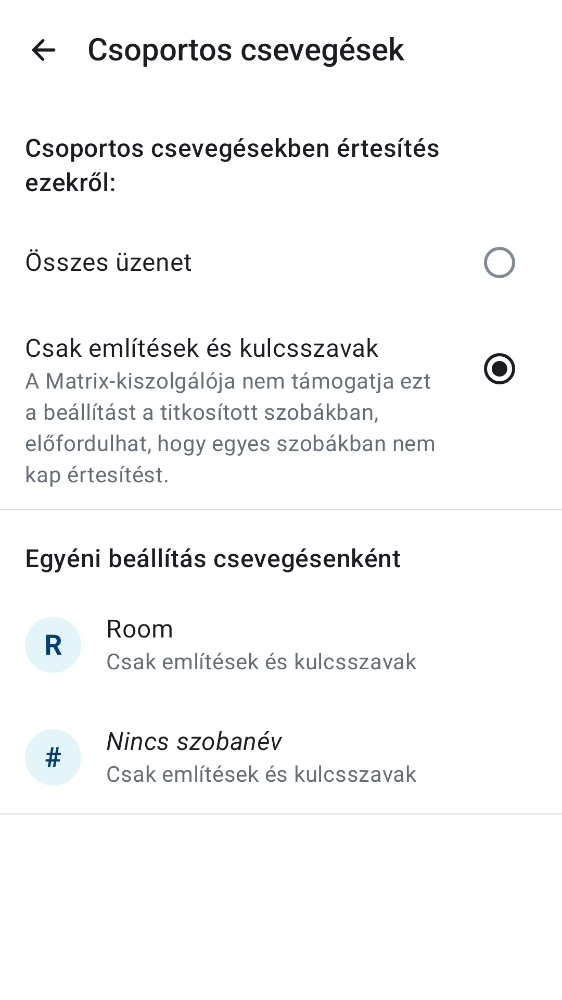 Csoportos csevegések
Csoportos csevegésekben értesítés
ezekről:
Összes üzenet
Csak említések és kulcsszavak
A Matrix-kiszolgálója nem támogatja ezt
a beállítást a titkosított szobákban,
előfordulhat, hogy egyes szobákban nem
kap értesítést.
Egyéni beállítás csevegésenként
R
Room
Csak említések és kulcsszavak
#
Nincs szobanév
Csak említések és kulcsszavak